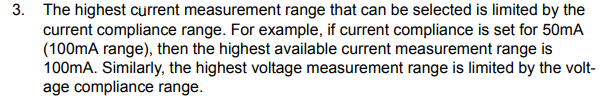 3. The highest current measurement range that can be selected is limited by the
current compliance range. For example, if current compliance is set for 50mA
(100mA range), then the highest available current measurement range is
100mA. Similarly, the highest voltage measurement range is limited by the volt-
age compliance range.